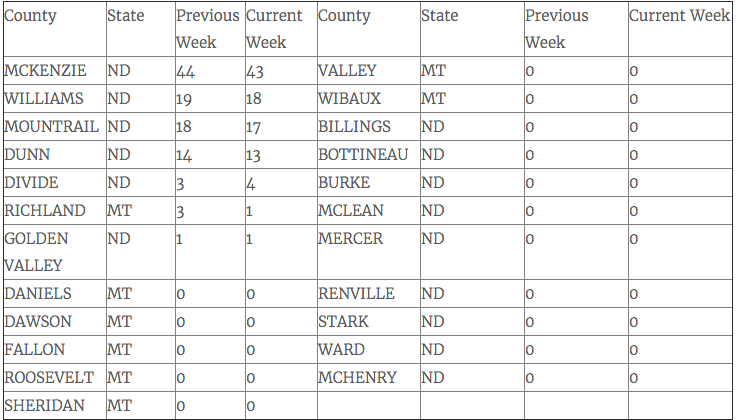 County State Previous Week Current Week County State Previous Week Current Week
MCKENZIE ND 44 43 VALLEY MT 0 0
WILLIAMS ND 19 18 WIBAUX MT 0 0
MOUNTRAIL ND 18 17 BILLINGS ND 0 0
DUNN ND 14 13 BOTTINEAU ND 0 0
DIVIDE ND 3 4 BURKE ND 0 0
RICHLAND MT 3 1 MCLEAN ND 0 0
GOLDEN VALLEY ND 1 1 MERCER ND 0 0
DANIELS MT 0 0 RENVILLE ND 0 0
DAWSON MT 0 0 STARK ND 0 0
FALLON MT 0 0 WARD ND 0 0
ROOSEVELT MT 0 0 MCHENRY ND 0 0
SHERIDAN MT 0 0